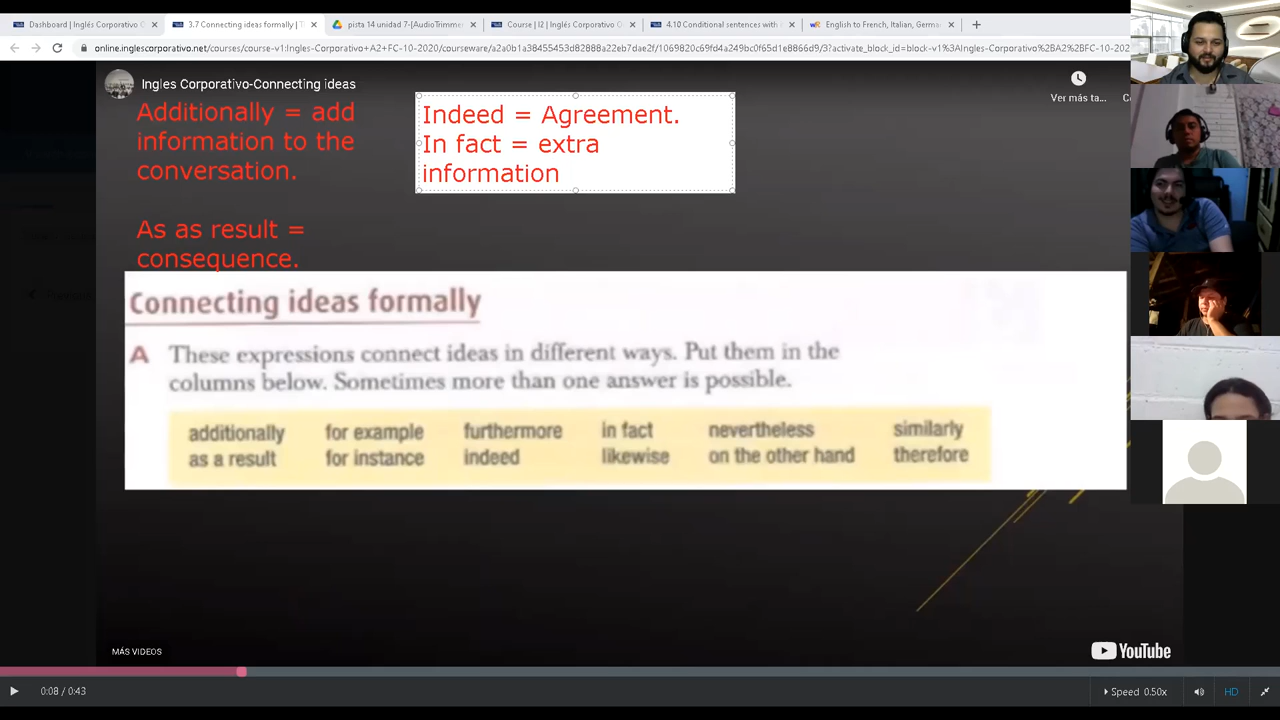 Dashboard | Inglés Corporativo
3.7 Connecting ideas formally | T
pista 14 unidad 7-[AudioTrimmer
Course | I2 | Inglés Corporativo O
4.10 Conditional sentences with
English to French, Italian, Germa
Ingles Corporativo-Connecting ideas
Ver más ta...
Additionally = add
information to the
conversation.
As as result =
consequence.
Indeed = Agreement.
In fact = extra
information
Connecting ideas formally
A These expressions connect ideas in different ways. Put them in the
columns below. Sometimes more than one answer is possible.
additionally for example furthermore in fact nevertheless similarly
as a result for instance indeed likewise on the other hand therefore
MÁS VIDEOS
YouTube
0:08 / 0:43
Speed 0.50x
HD